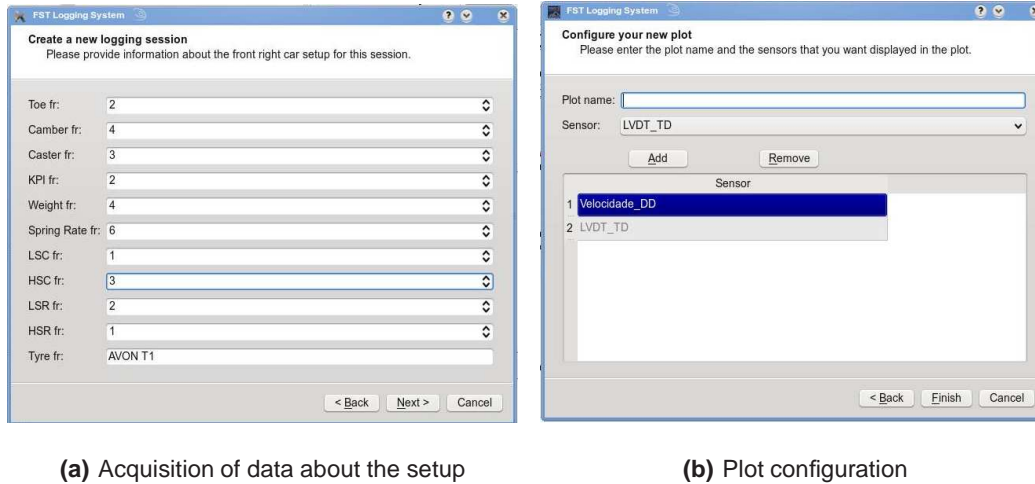 FST Logging System
Create a new logging session
Please provide information about the front right car setup for this session.
Toe fr: 2
Camber fr: 4
Caster fr: 3
KPI fr: 2
Weight fr: 4
Spring Rate fr: 6
LSC fr: 1
HSC fr: 3
LSR fr: 2
HSR fr: 1
Tyre fr: AVON T1
< Back Next > Cancel
(a) Acquisition of data about the setup
FST Logging System
Configure your new plot
Please enter the plot name and the sensors that you want displayed in the plot.
Plot name:
Sensor: LVDT_TD
Add Remove
Sensor
1 Velocidade_DD
2 LVDT_TD
< Back Finish Cancel
(b) Plot configuration